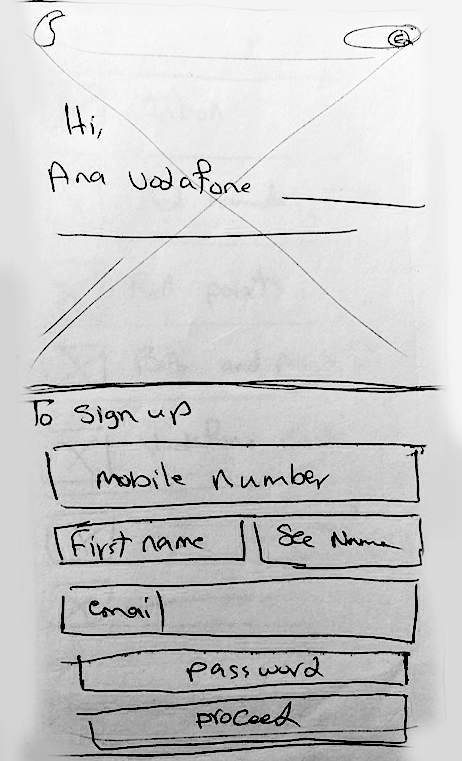 Hi,
Ana Vodafone
To sign up
Mobile Number
First name
Sec Name
email
password
proceed